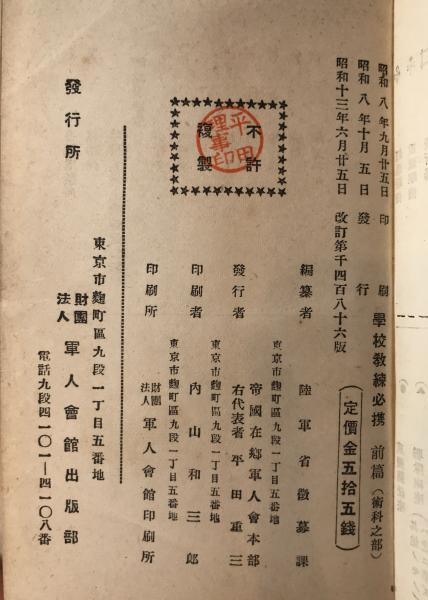 昭和八年九月廿五日印刷
昭和八年十月五日發行
昭和十三年六月廿五日 改訂第千四百八十六版
學校教練必携 前篇（術科之部）
（定價金五拾五錢）
不許
複製
平田
理事印
編纂者 陸軍省徵募課
東京市麴町區九段一丁目五番地
發行者 帝國在鄉軍人會本部
右代表者 平田重三
東京市麴町區九段一丁目五番地
印刷者 內山和三郎
東京市麴町區九段一丁目五番地
印刷所 財團法人 軍人會館印刷所
發行所
東京市麴町區九段一丁目五番地
財團法人 軍人會館出版部
電話九段四一〇一―四一〇八番